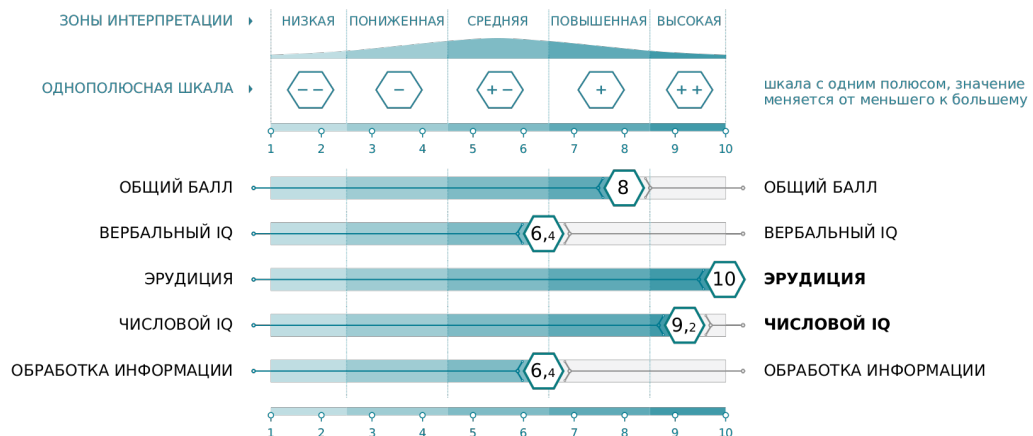 ЗОНЫ ИНТЕРПРЕТАЦИИ НИЗКАЯ ПОНИЖЕННАЯ СРЕДНЯЯ ПОВЫШЕННАЯ ВЫСОКАЯ
ОДНОПОЛЮСНАЯ ШКАЛА − − − + − + + + шкала с одним полюсом, значение
меняется от меньшего к большему
1 2 3 4 5 6 7 8 9 10
ОБЩИЙ БАЛЛ 8 ОБЩИЙ БАЛЛ
ВЕРБАЛЬНЫЙ IQ 6,4 ВЕРБАЛЬНЫЙ IQ
ЭРУДИЦИЯ 10 ЭРУДИЦИЯ
ЧИСЛОВОЙ IQ 9,2 ЧИСЛОВОЙ IQ
ОБРАБОТКА ИНФОРМАЦИИ 6,4 ОБРАБОТКА ИНФОРМАЦИИ
1 2 3 4 5 6 7 8 9 10